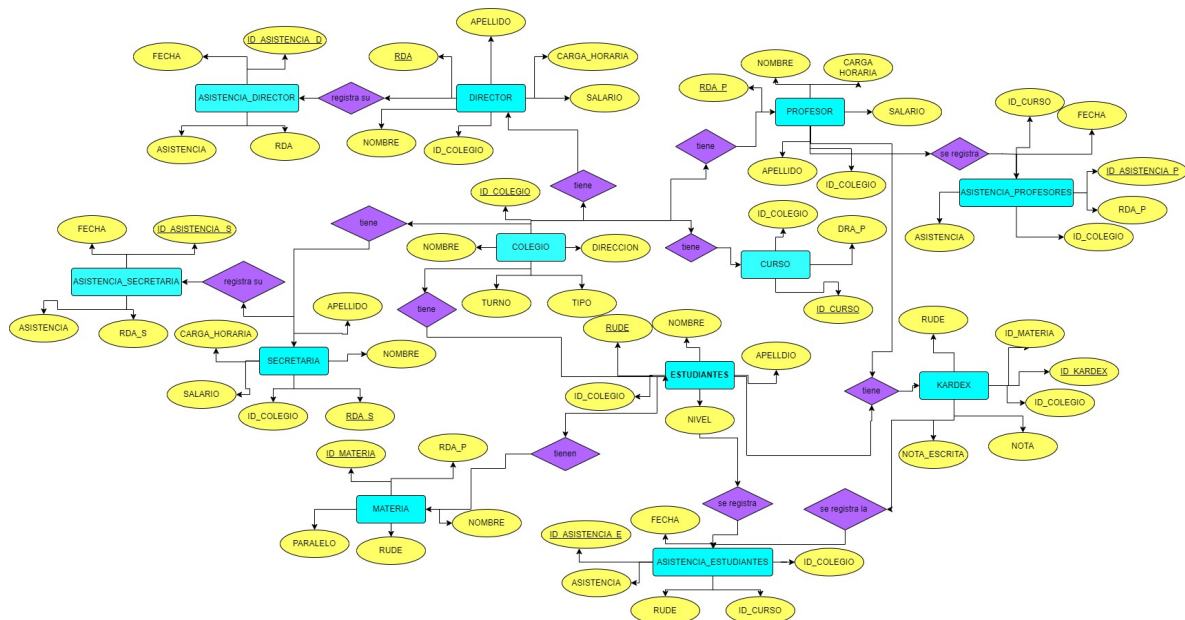 APELLIDO
ID_ASISTENCIA_D
FECHA
RDA
CARGA_HORARIA
NOMBRE
CARGA
HORARIA
ASISTENCIA_DIRECTOR
registra su
DIRECTOR
SALARIO
RDA_P
PROFESOR
SALARIO
ID_CURSO
FECHA
ASISTENCIA
RDA
NOMBRE
ID_COLEGIO
tiene
se registra
APELLIDO
ID_COLEGIO
ID_ASISTENCIA_P
ASISTENCIA_PROFESORES
RDA_P
ID_COLEGIO
tiene
ID_COLEGIO
tiene
ID_COLEGIO
DRA_P
ASISTENCIA
ID_COLEGIO
FECHA
ID_ASISTENCIA_S
NOMBRE
COLEGIO
DIRECCION
tiene
CURSO
ASISTENCIA_SECRETARIA
registra su
tiene
TURNO
TIPO
ID_CURSO
ASISTENCIA
RDA_S
CARGA_HORARIA
APELLIDO
RUDE
NOMBRE
RUDE
ID_MATERIA
SECRETARIA
NOMBRE
ESTUDIANTES
APELLDIO
ID_KARDEX
KARDEX
SALARIO
ID_COLEGIO
RDA_S
ID_COLEGIO
NIVEL
tiene
ID_COLEGIO
NOTA_ESCRITA
NOTA
ID_MATERIA
RDA_P
tienen
MATERIA
NOMBRE
se registra
se registra la
PARALELO
RUDE
ID_ASISTENCIA_E
FECHA
ASISTENCIA_ESTUDIANTES
ID_COLEGIO
ASISTENCIA
RUDE
ID_CURSO